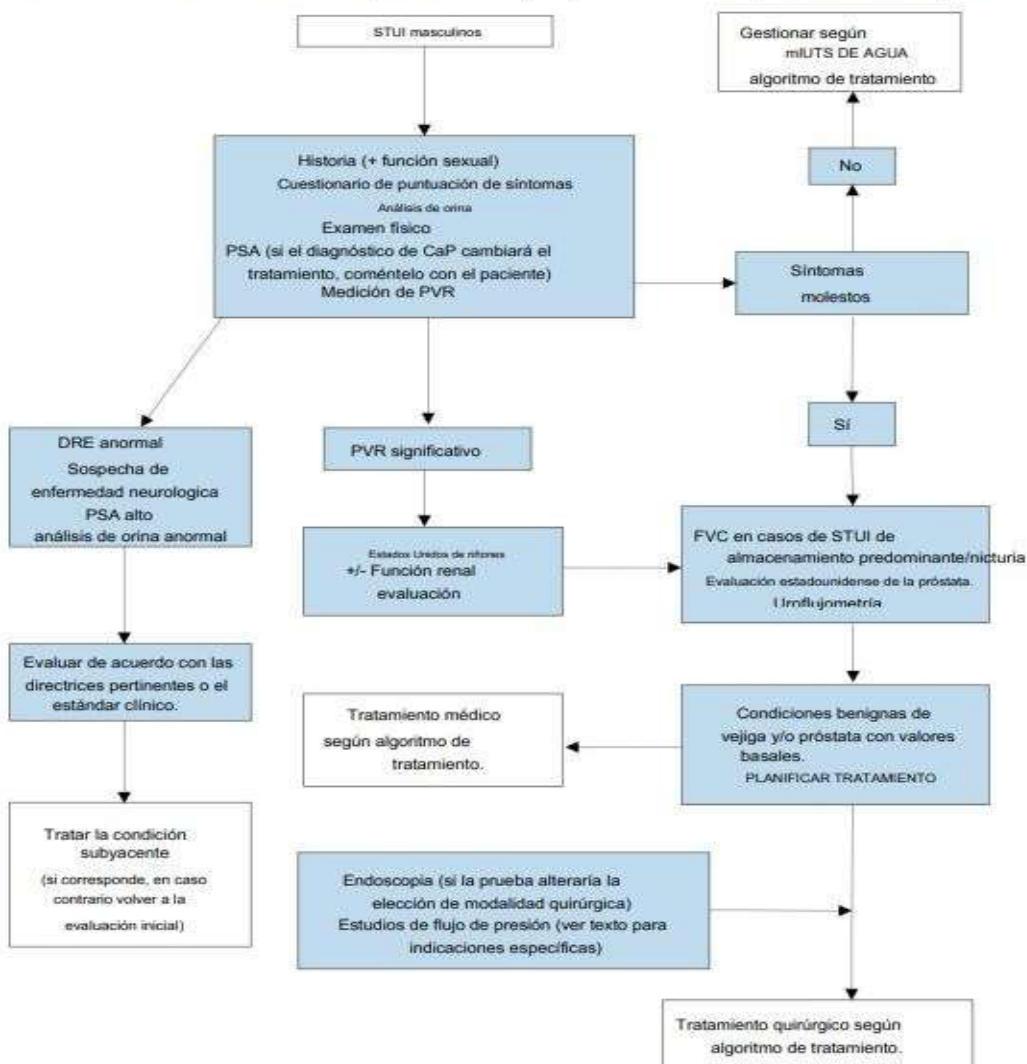 STUI masculinos
Gestionar según
mIUTS DE AGUA
algoritmo de tratamiento
No
Historia (+ función sexual)
Cuestionario de puntuación de síntomas
Análisis de orina
Examen físico
PSA (si el diagnóstico de CaP cambiará el
tratamiento, coméntelo con el paciente)
Medición de PVR
Síntomas
molestos
Sí
DRE anormal
Sospecha de
enfermedad neurologica
PSA alto
análisis de orina anormal
PVR significativo
Estados Unidos de riñones
+/- Función renal
evaluación
FVC en casos de STUI de
almacenamiento predominante/nicturia
Evaluación estadounidense de la próstata.
Uroflujometría
Evaluar de acuerdo con las
directrices pertinentes o el
estándar clínico.
Tratamiento médico
según algoritmo de
tratamiento.
Condiciones benignas de
vejiga y/o próstata con valores
basales.
PLANIFICAR TRATAMIENTO
Tratar la condición
subyacente
(si corresponde, en caso
contrario volver a la
evaluación inicial)
Endoscopia (si la prueba alteraría la
elección de modalidad quirúrgica)
Estudios de flujo de presión (ver texto para
indicaciones específicas)
Tratamiento quirúrgico según
algoritmo de tratamiento.